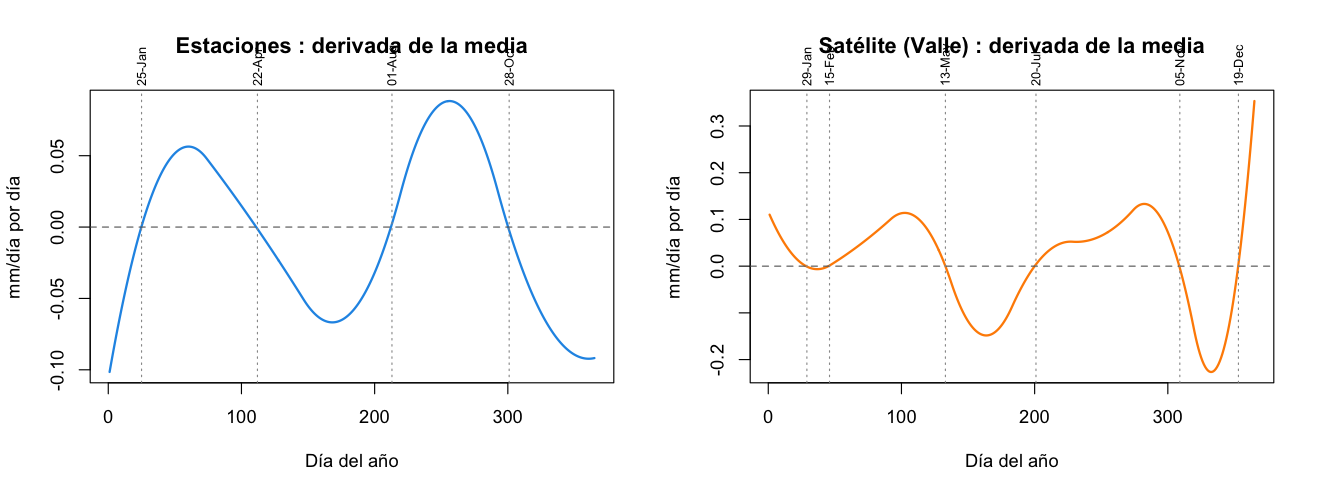 Estaciones : derivada de la media
25-Jan
22-Apr
01-Aug
28-Oct
mm/día por día
0.05
0.00
-0.05
-0.10
0
100
200
300
Día del año
Satélite (Valle) : derivada de la media
29-Jan
15-Feb
13-May
20-Jul
05-Nov
19-Dec
mm/día por día
0.3
0.2
0.1
0.0
-0.2
0
100
200
300
Día del año